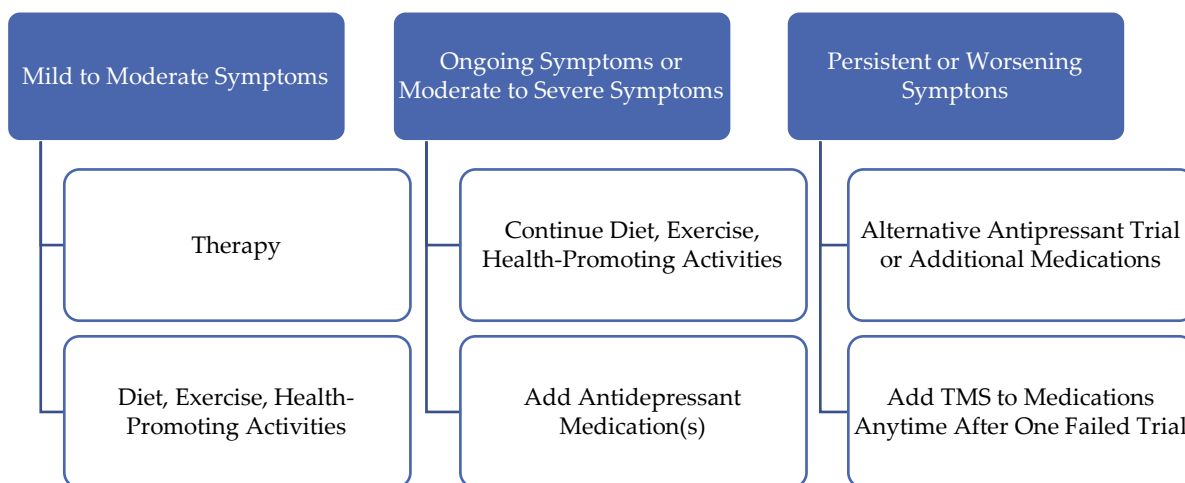 Mild to Moderate Symptoms
Therapy
Diet, Exercise, Health-
Promoting Activities
Ongoing Symptoms or
Moderate to Severe Symptoms
Continue Diet, Exercise,
Health-Promoting Activities
Add Antidepressant
Medication(s)
Persistent or Worsening
Symptons
Alternative Antipressant Trial
or Additional Medications
Add TMS to Medications
Anytime After One Failed Trial